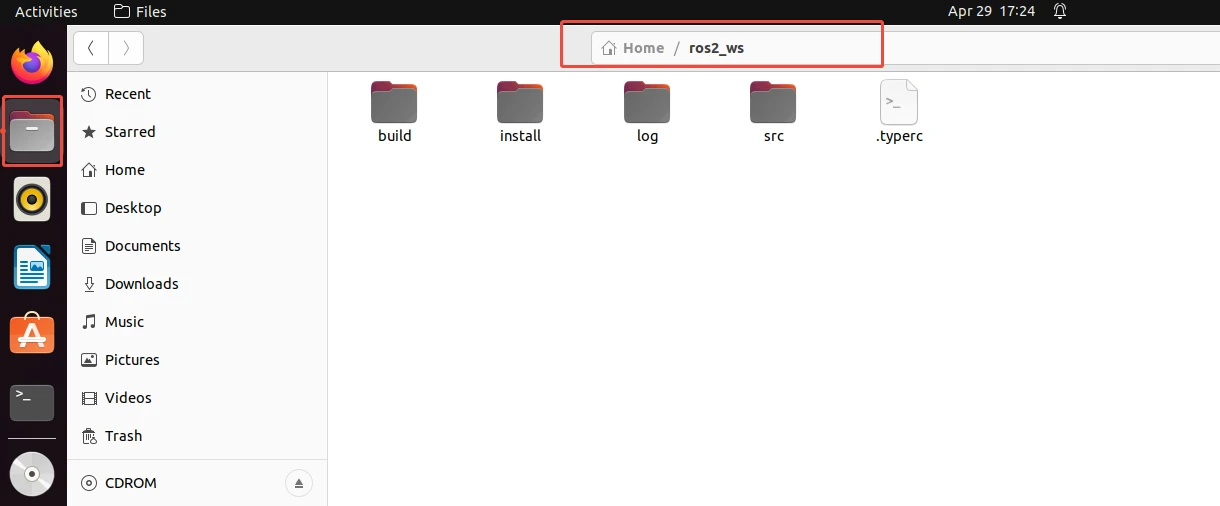 Activities Files Apr 29 17:24
Home / ros2_ws
Recent
Starred
Home
Desktop
Documents
Downloads
Music
Pictures
Videos
Trash
CDROM
build install log src .typerc
>_
>_